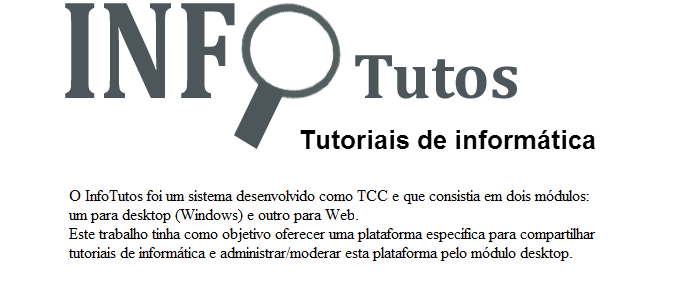 INFO Tutos
Tutoriais de informática
O InfoTutos foi um sistema desenvolvido como TCC e que consistia em dois módulos:
um para desktop (Windows) e outro para Web.
Este trabalho tinha como objetivo oferecer uma plataforma específica para compartilhar
tutoriais de informática e administrar/moderar esta plataforma pelo módulo desktop.